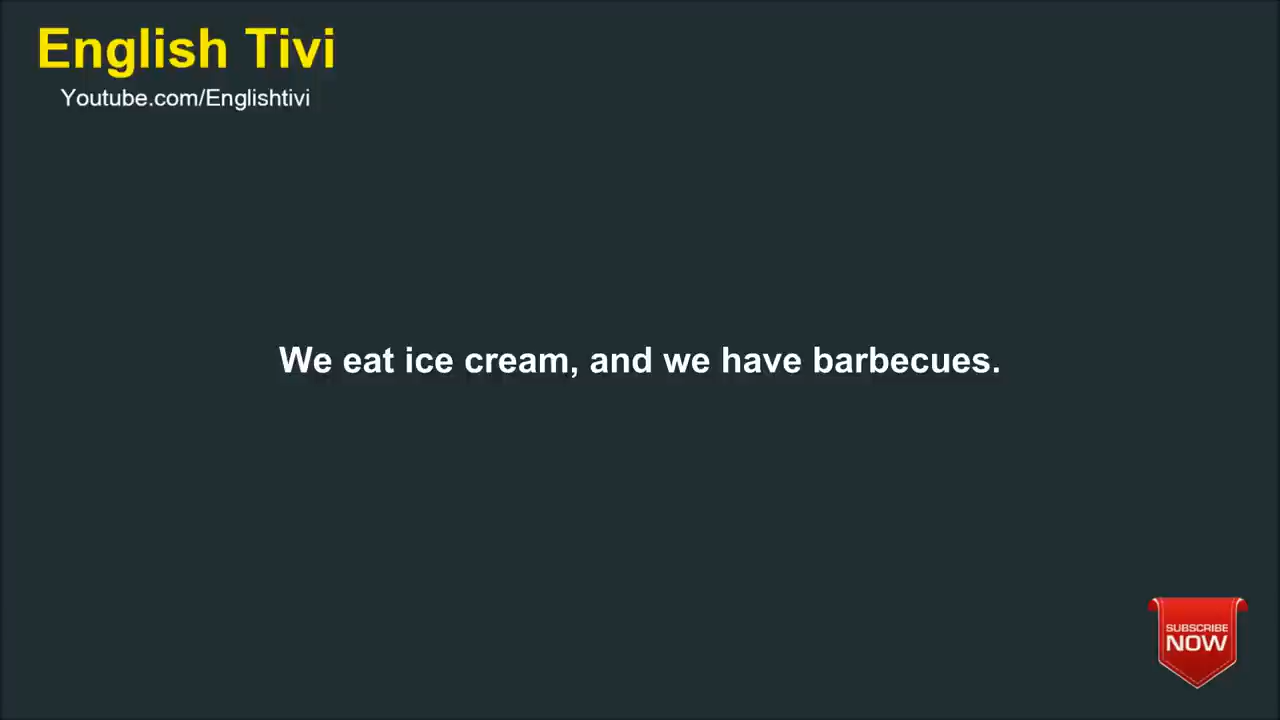 English Tivi
Youtube.com/Englishtivi
We eat ice cream, and we have barbecues.
SUBSCRIBE
NOW